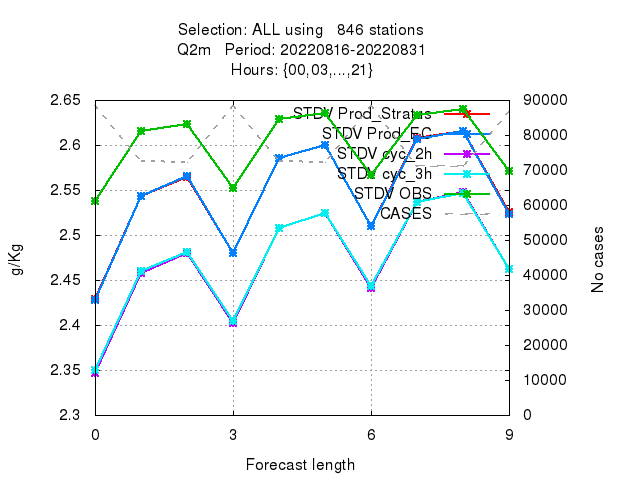 Selection: ALL using   846 stations
Q2m   Period: 20220816-20220831
Hours: {00,03,...,21}
2.65
2.6
2.55
2.5
2.45
2.4
2.35
2.3
g/Kg
90000
80000
70000
60000
50000
40000
30000
20000
10000
0
No cases
STDV Prod_Stratus
STDV Prod_EC
STDV cyc_2h
STDV cyc_3h
STDV OBS
CASES
0 3 6 9
Forecast length